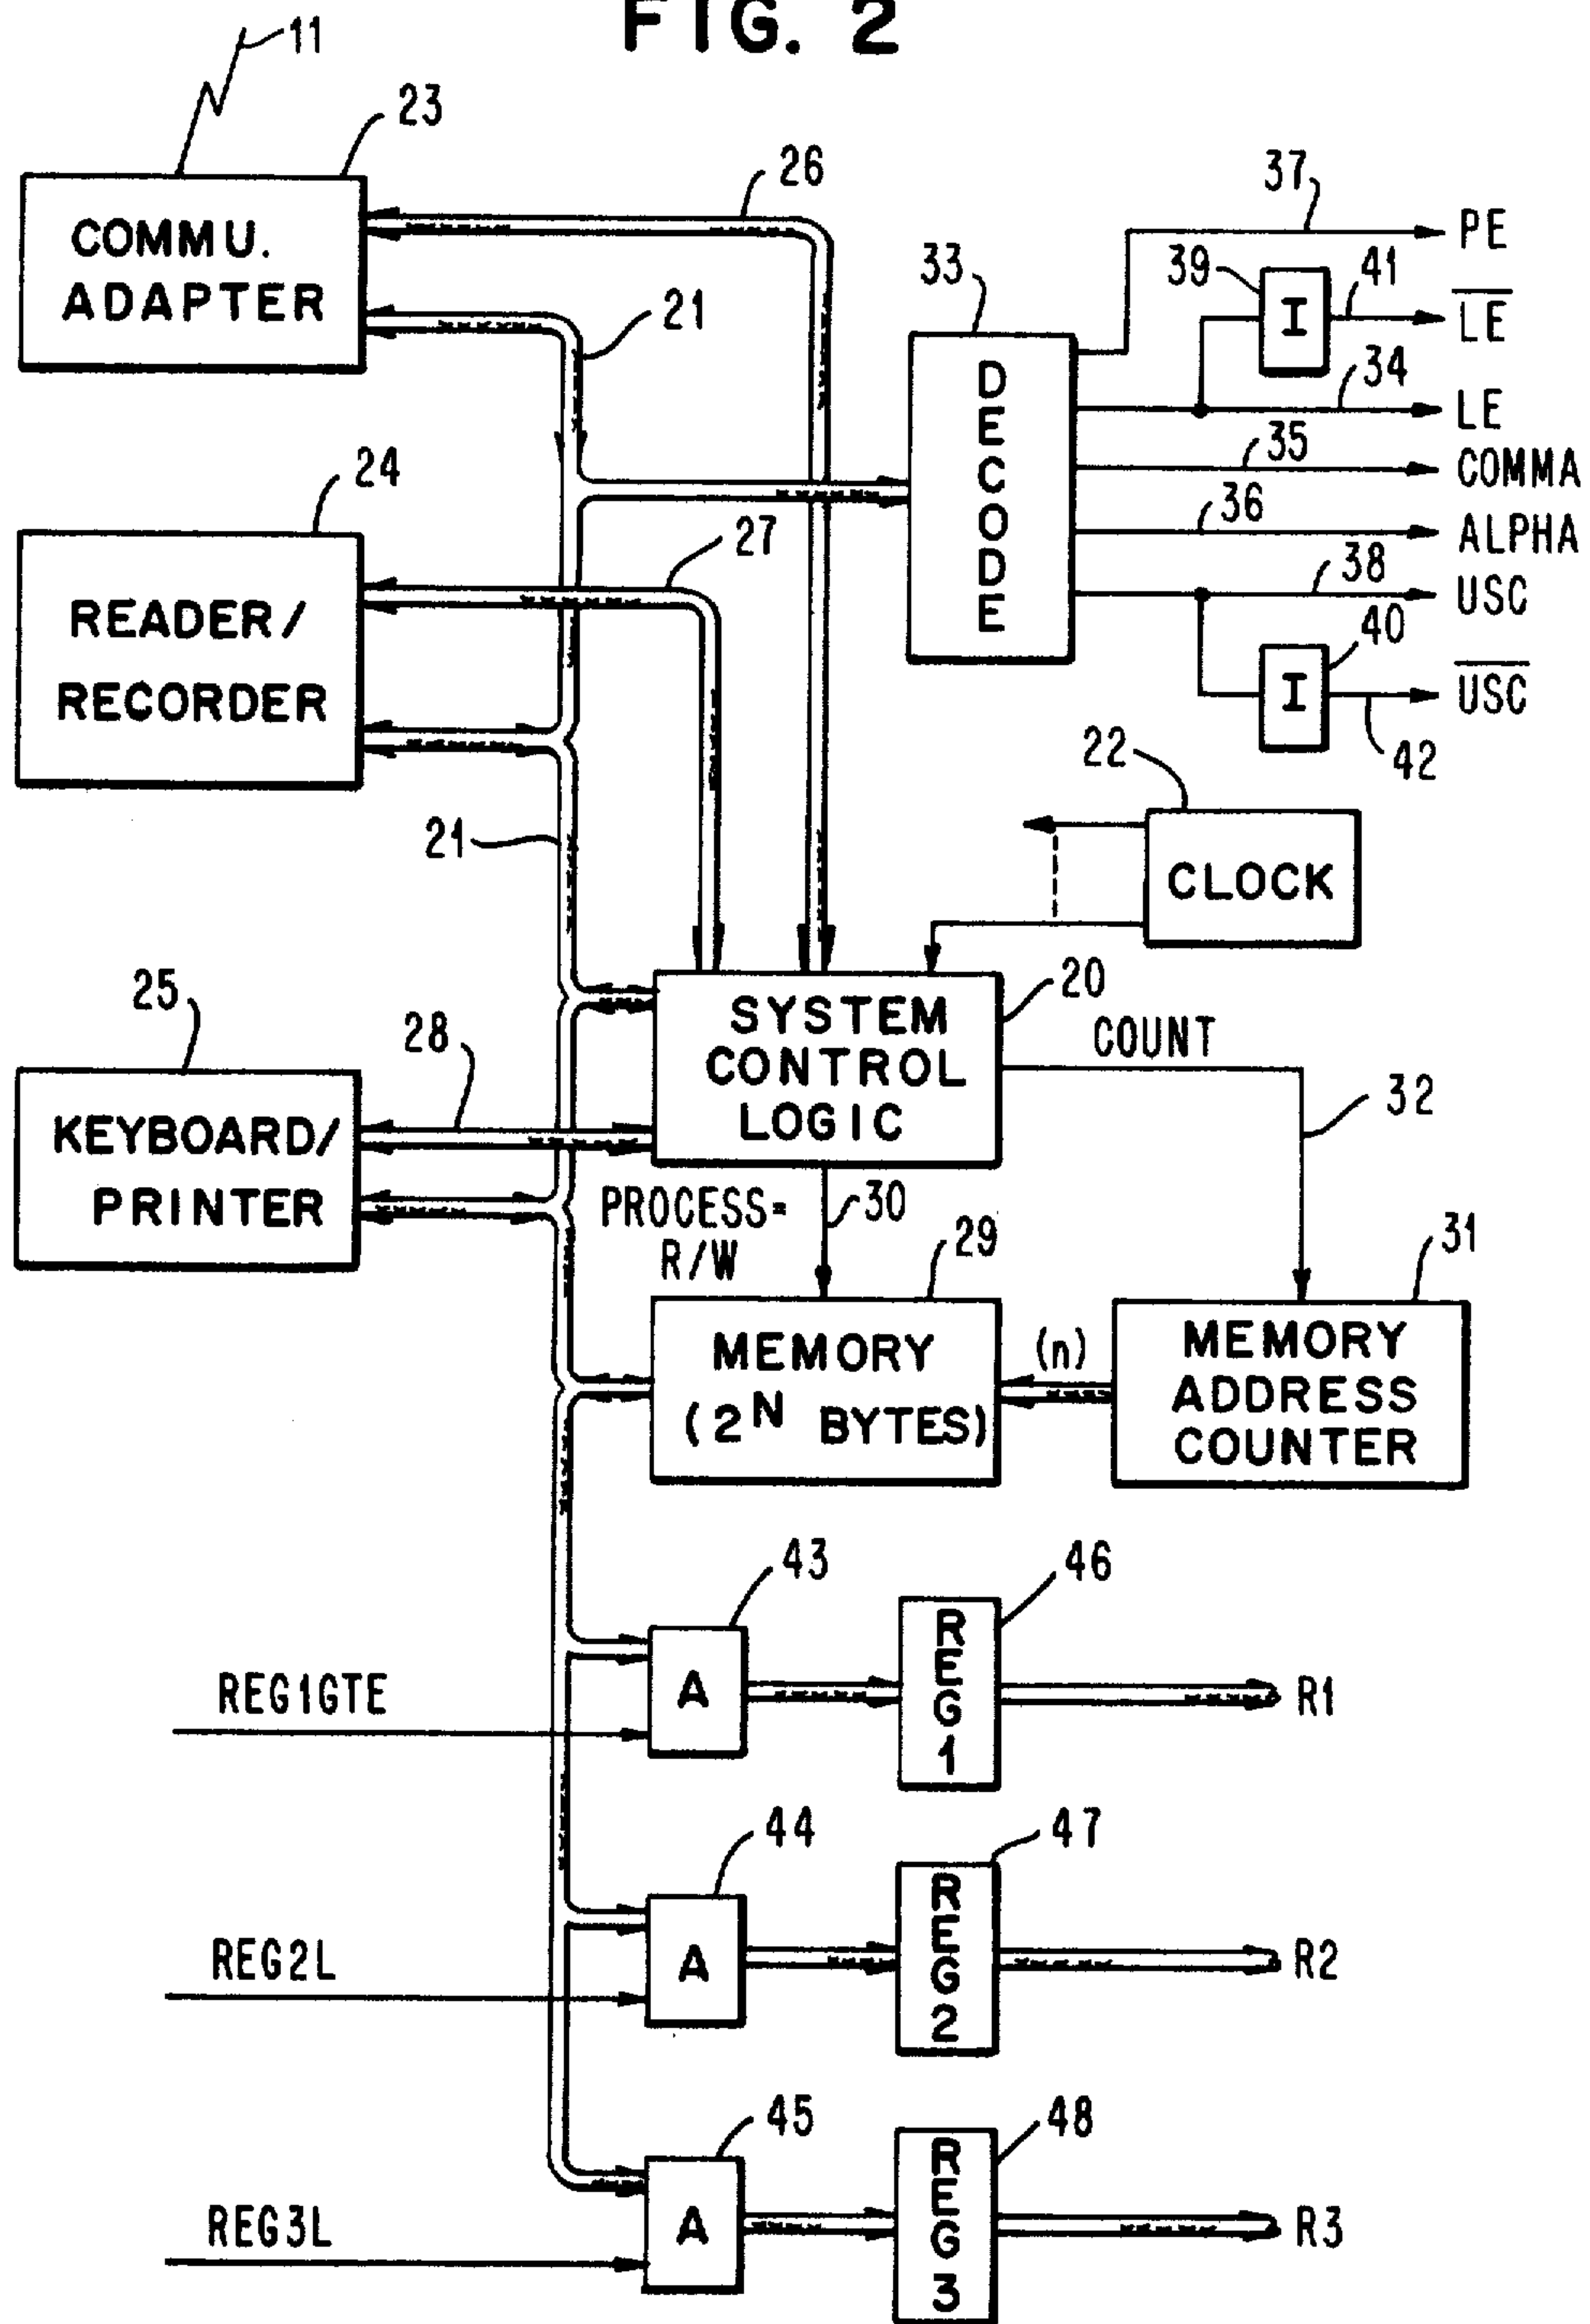 FIG. 2
11
23
COMMU.
ADAPTER
26
21
37
PE
33
39
I
41
L̅E̅
34
LE
35
COMMA
36
ALPHA
38
USC
40
I
42
U̅S̅C̅
DECODE
24
READER/
RECORDER
27
21
22
CLOCK
25
KEYBOARD/
PRINTER
28
SYSTEM
CONTROL
LOGIC
20
COUNT
32
PROCESS=
R/W
30
29
MEMORY
(2ᴺ BYTES)
(n)
31
MEMORY
ADDRESS
COUNTER
43
A
46
REG1
REG1GTE
R1
44
A
47
REG2
REG2L
R2
45
A
48
REG3
REG3L
R3